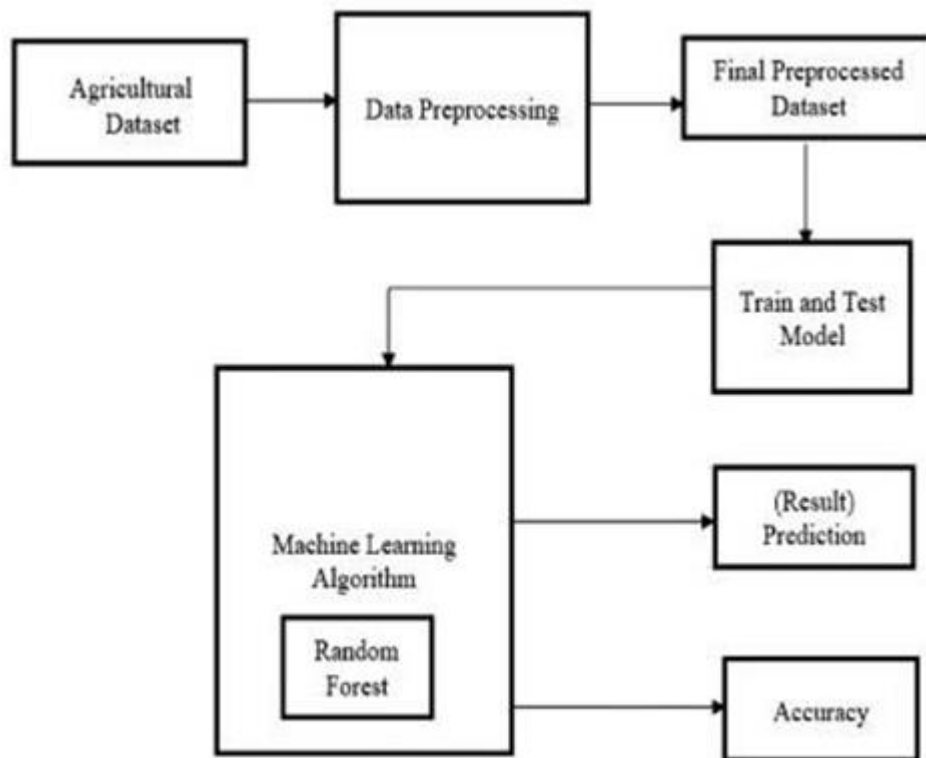 Agricultural
Dataset
Data Preprocessing
Final Preprocessed
Dataset
Train and Test
Model
Machine Learning
Algorithm
Random
Forest
(Result)
Prediction
Accuracy